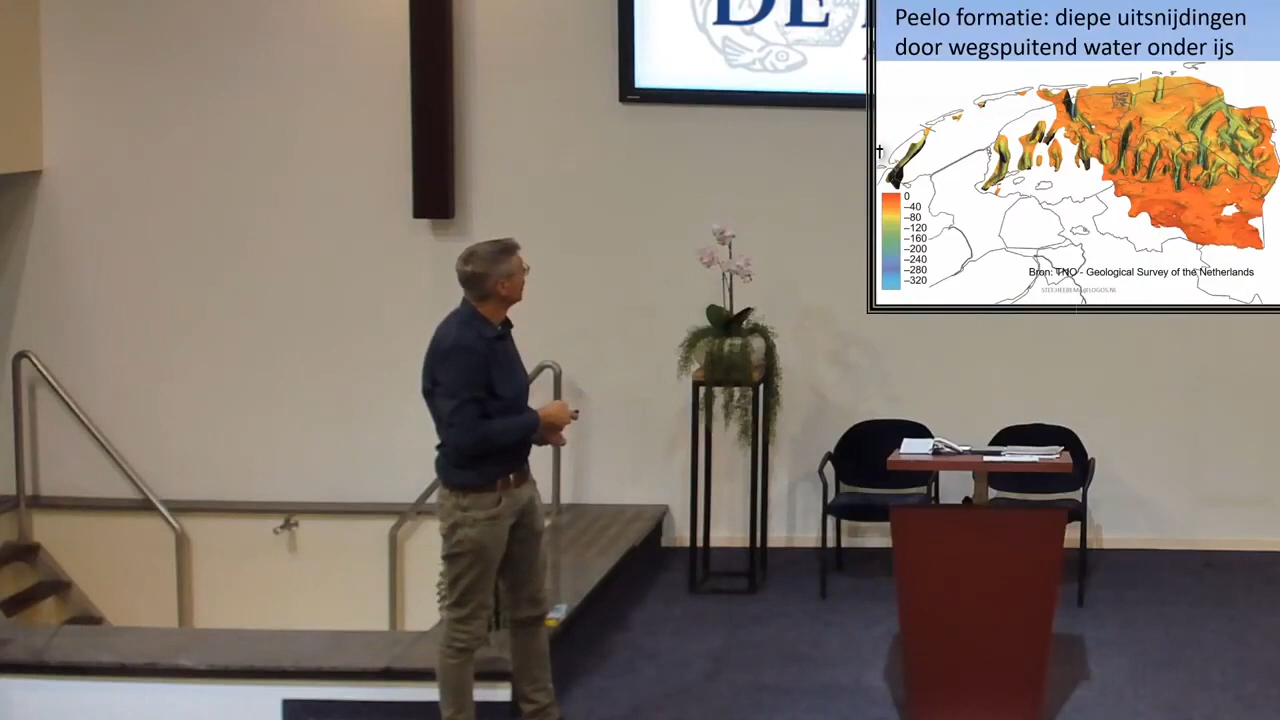 DE
Peelo formatie: diepe uitsnijdingen
door wegspuitend water onder ijs
0
–40
–80
–120
–160
–200
–240
–280
–320
Bron: TNO - Geological Survey of the Netherlands